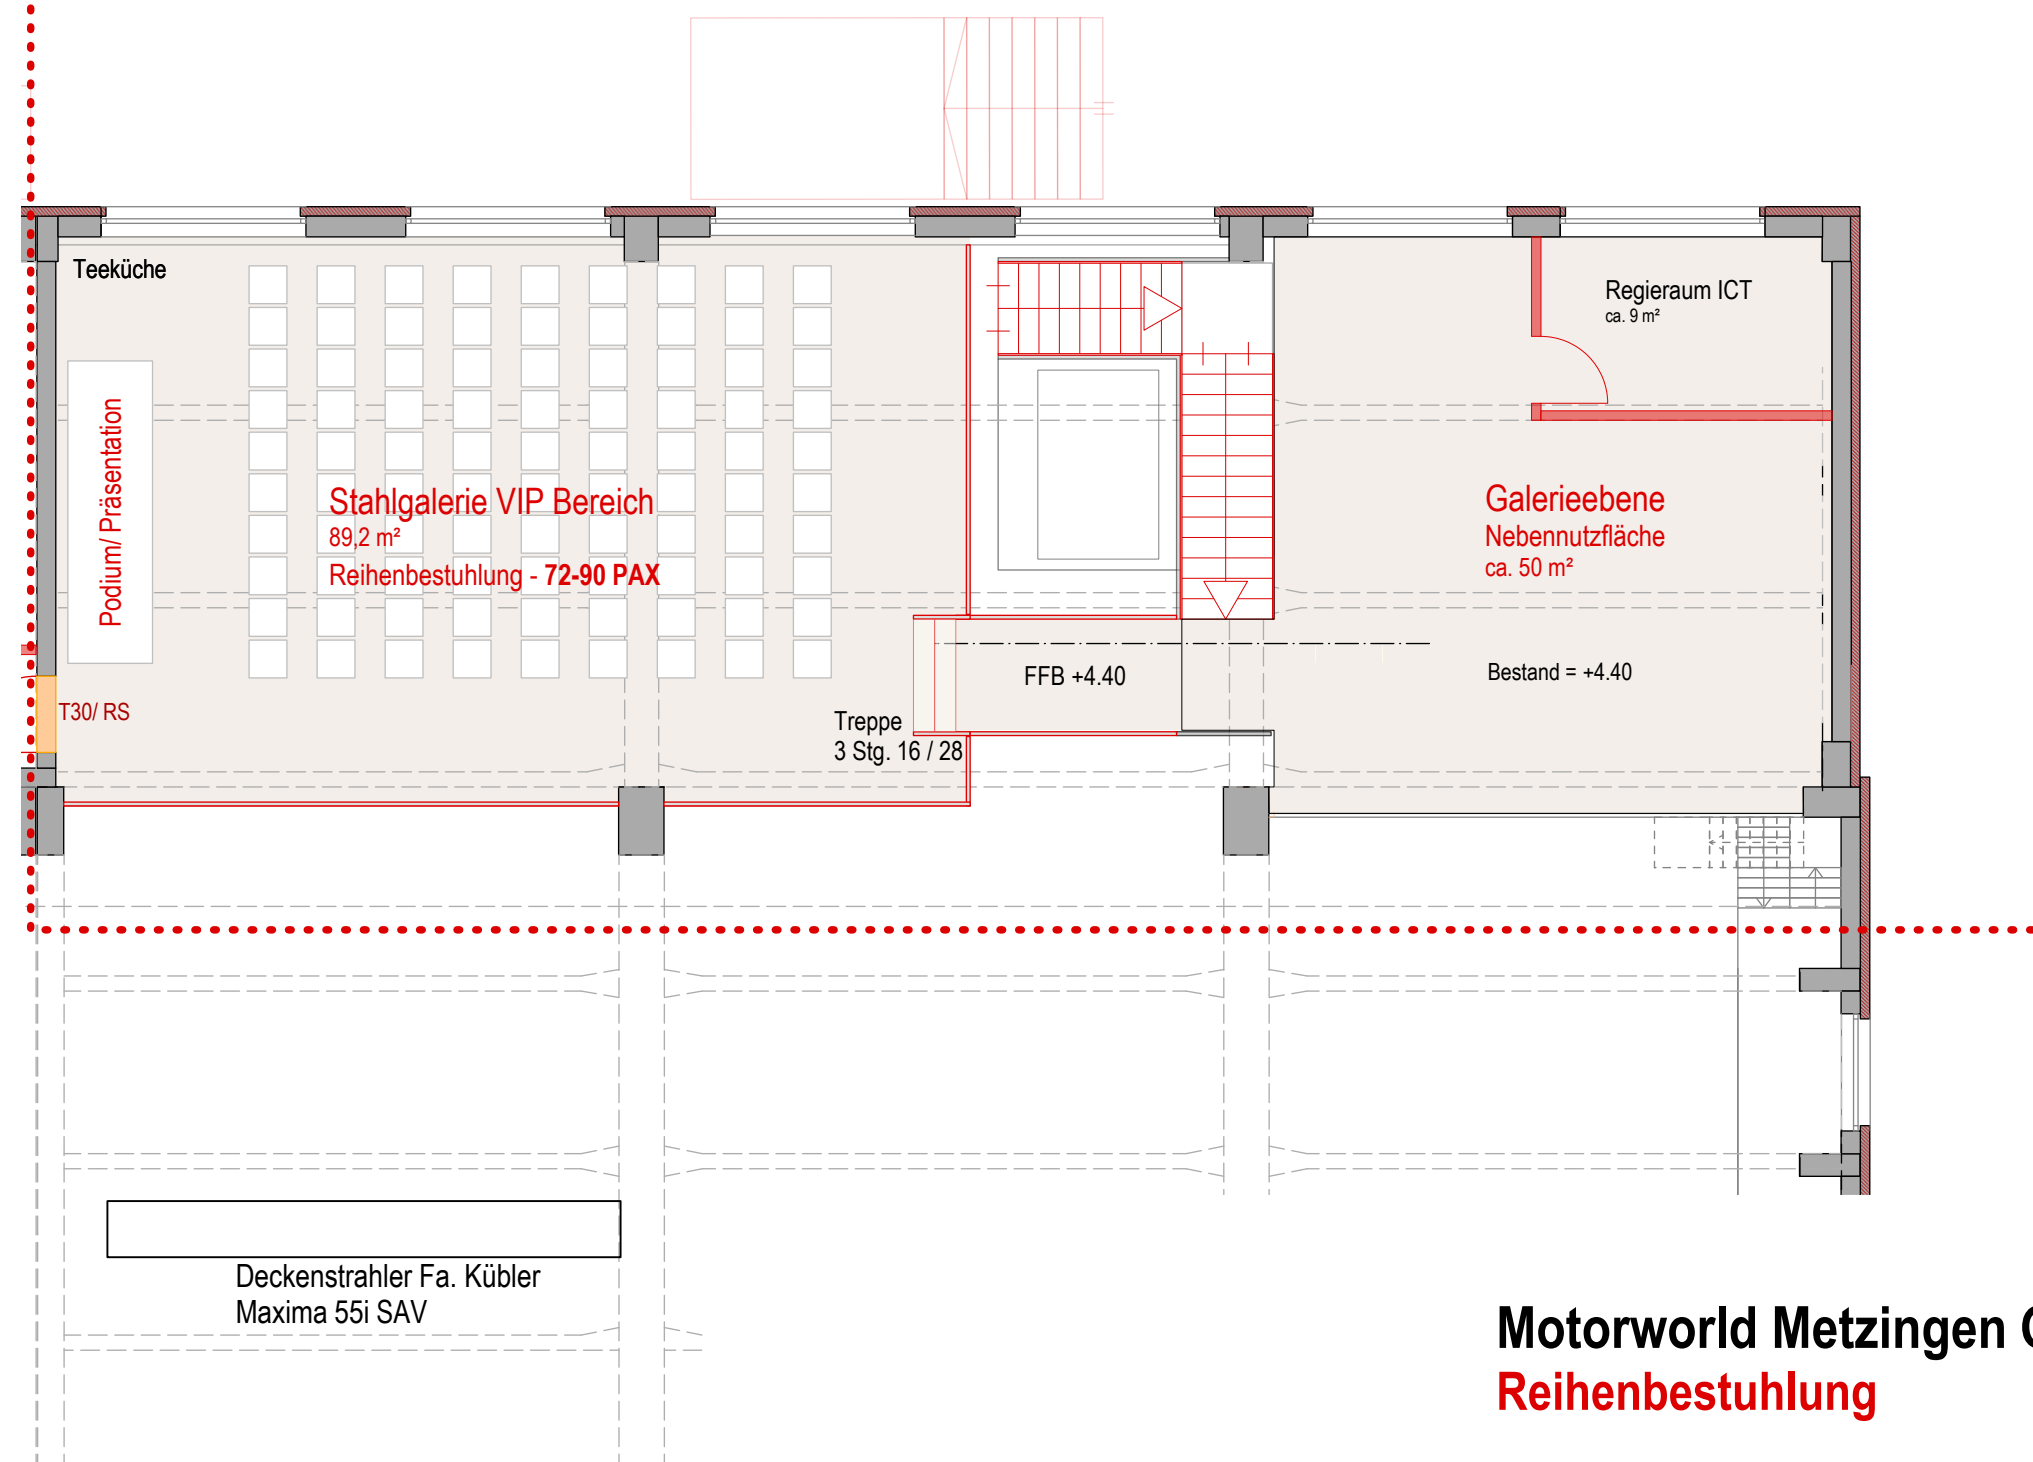 Teeküche
Regieraum ICT
ca. 9 m²
Podium/ Präsentation
Stahlgalerie VIP Bereich
89,2 m²
Reihenbestuhlung - 72-90 PAX
Galerieebene
Nebennutzfläche
ca. 50 m²
FFB +4.40
Bestand = +4.40
T30/ RS
Treppe
3 Stg. 16 / 28
Deckenstrahler Fa. Kübler
Maxima 55i SAV
Motorworld Metzingen
Reihenbestuhlung